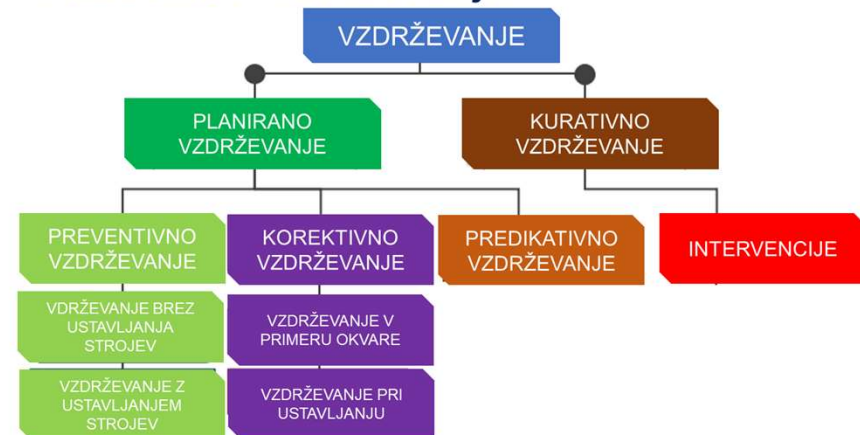 VZDRŽEVANJE
PLANIRANO
VZDRŽEVANJE
KURATIVNO
VZDRŽEVANJE
PREVENTIVNO
VZDRŽEVANJE
KOREKTIVNO
VZDRŽEVANJE
PREDIKATIVNO
VZDRŽEVANJE
INTERVENCIJE
VDRŽEVANJE BREZ
USTAVLJANJA
STROJEV
VZDRŽEVANJE V
PRIMERU OKVARE
VZDRŽEVANJE Z
USTAVLJANJEM
STROJEV
VZDRŽEVANJE PRI
USTAVLJANJU